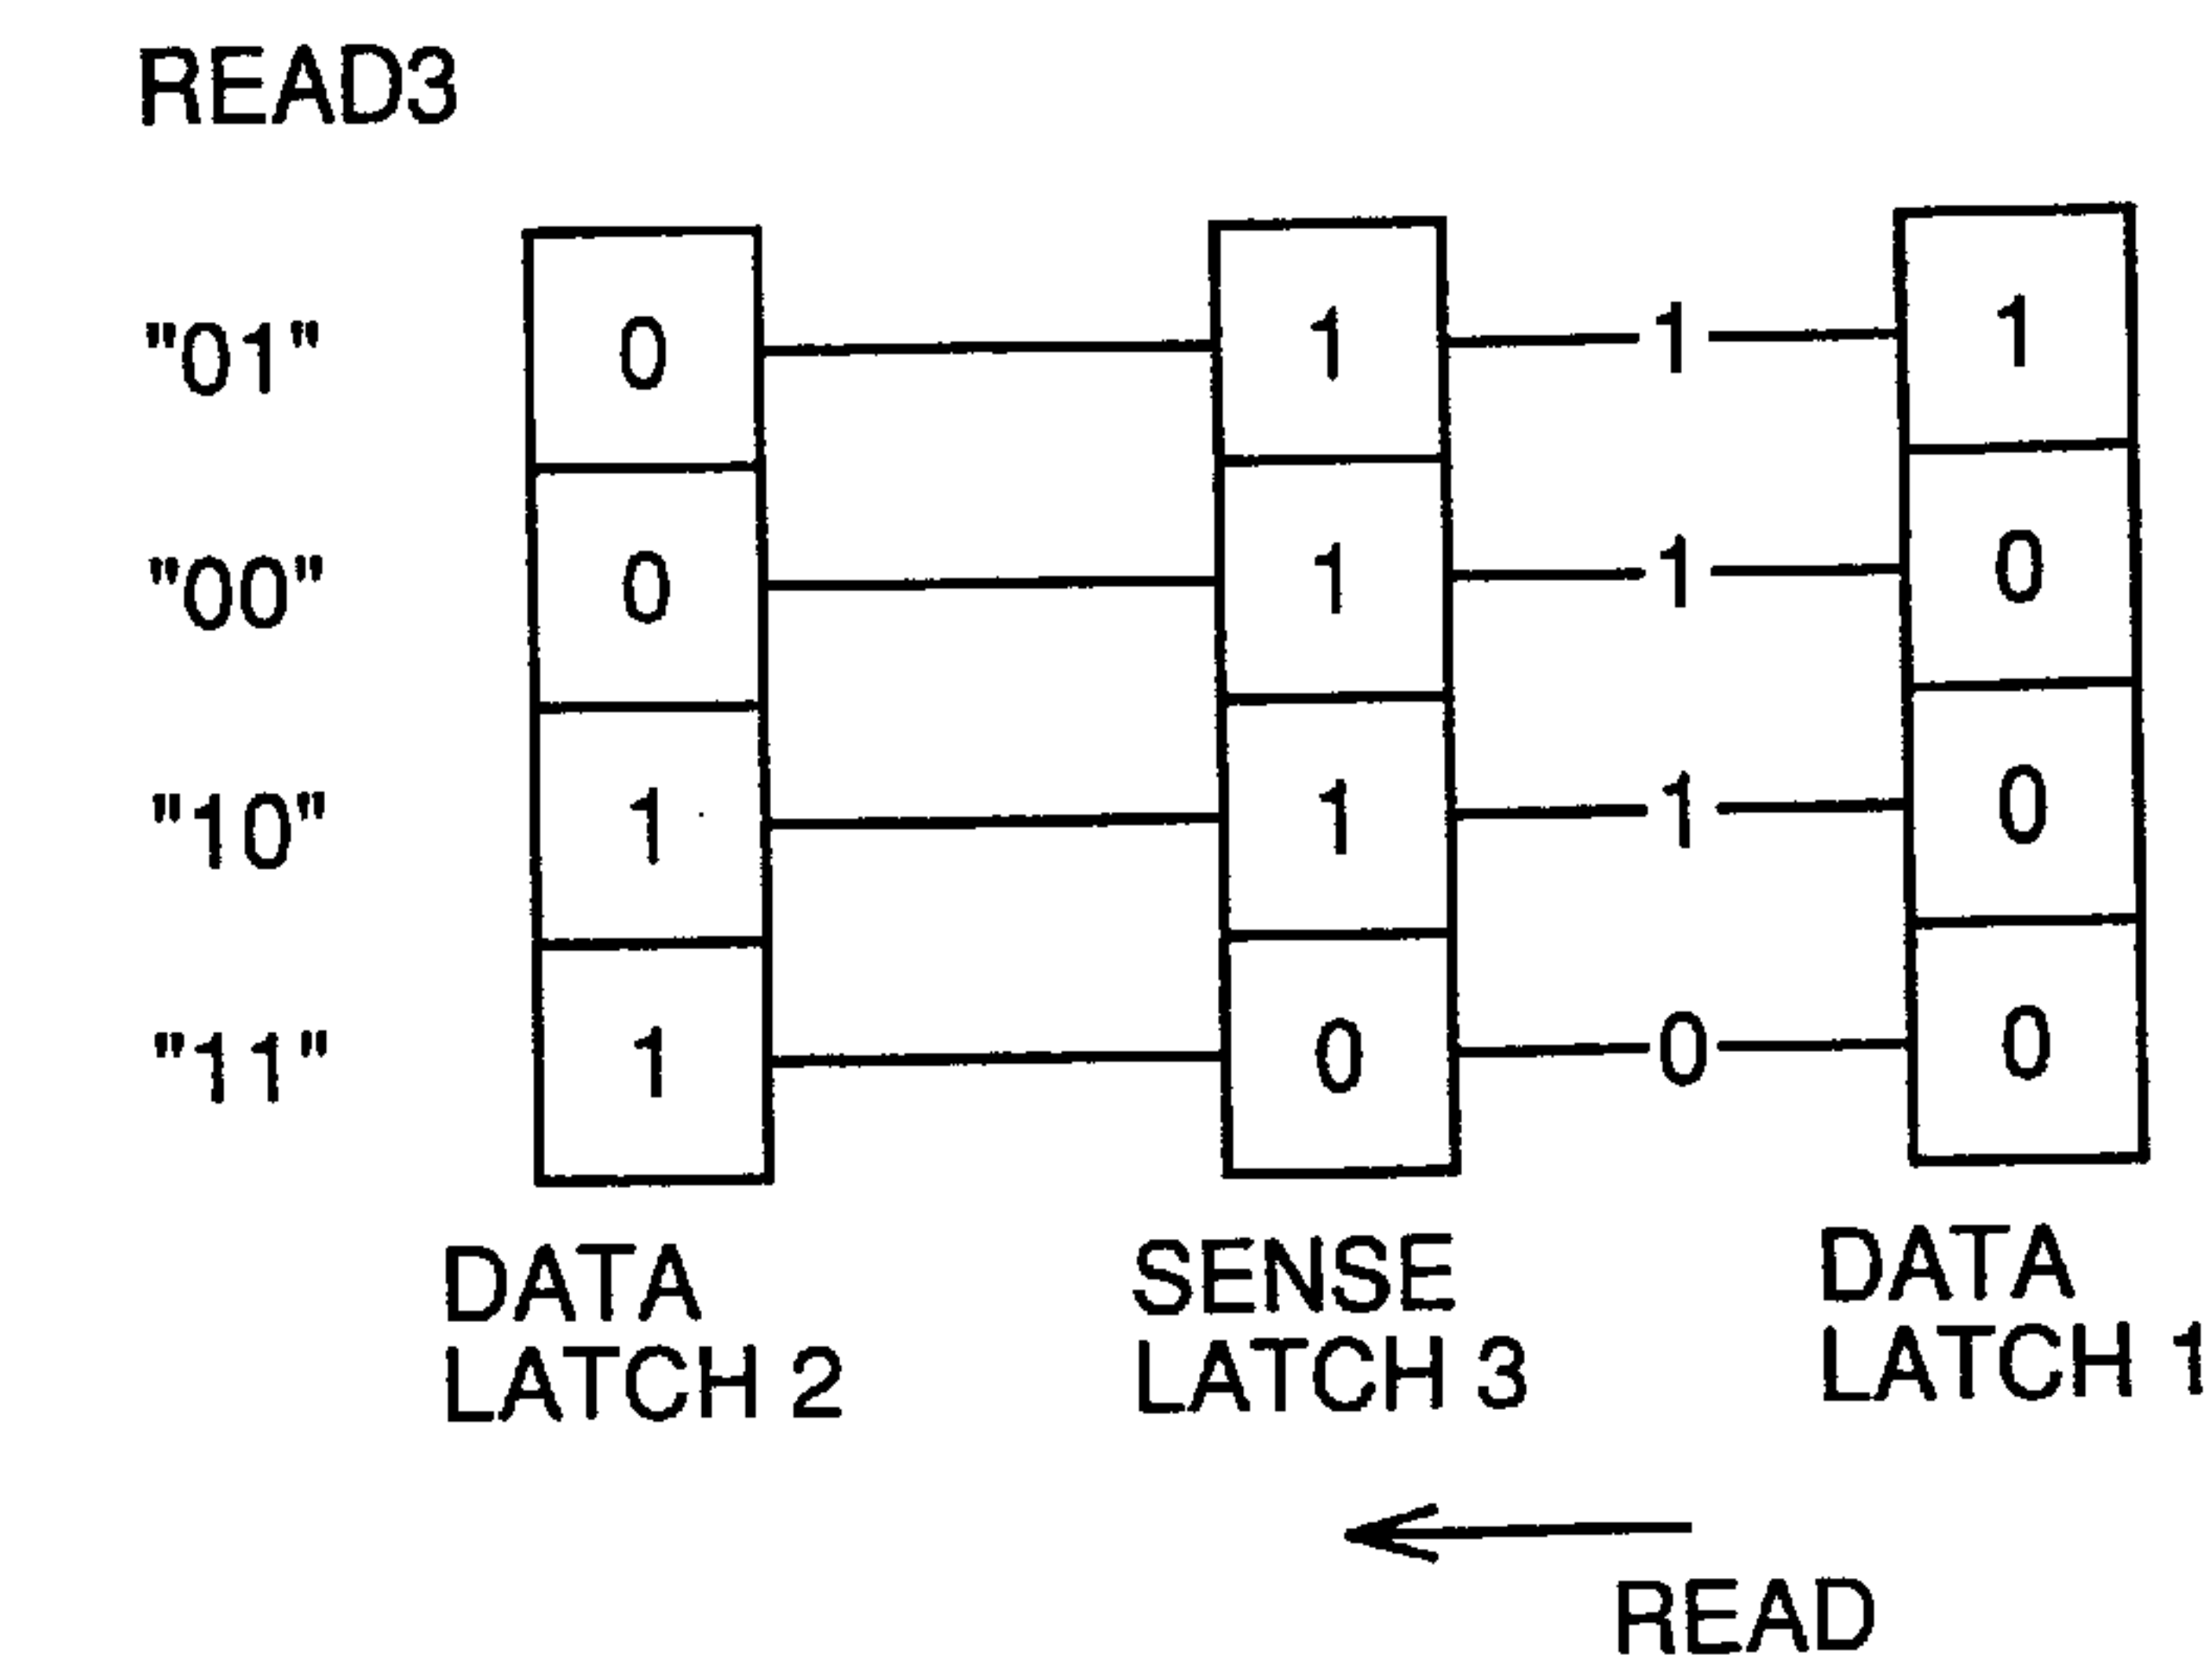 READ3
"01" 0 1 1 1
"00" 0 1 1 0
"10" 1 1 1 0
"11" 1 0 0 0
DATA LATCH 2
SENSE LATCH 3
DATA LATCH 1
READ